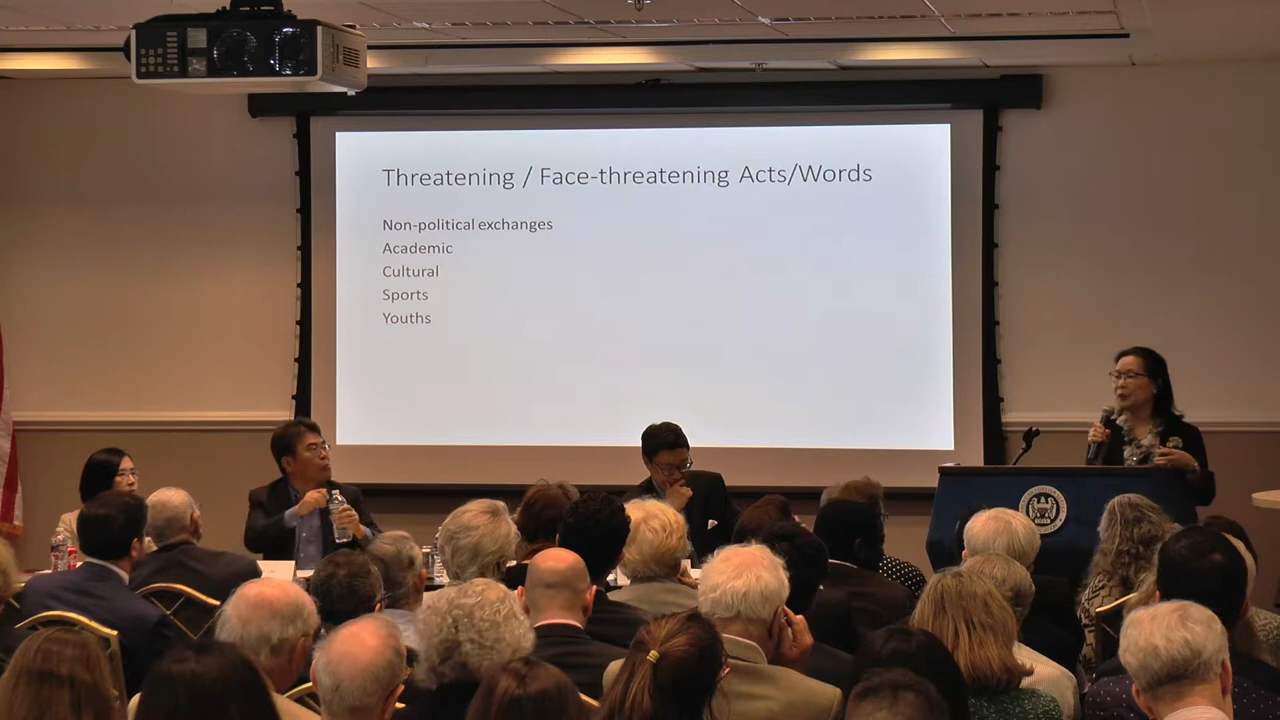 Threatening / Face-threatening Acts/Words
Non-political exchanges
Academic
Cultural
Sports
Youths